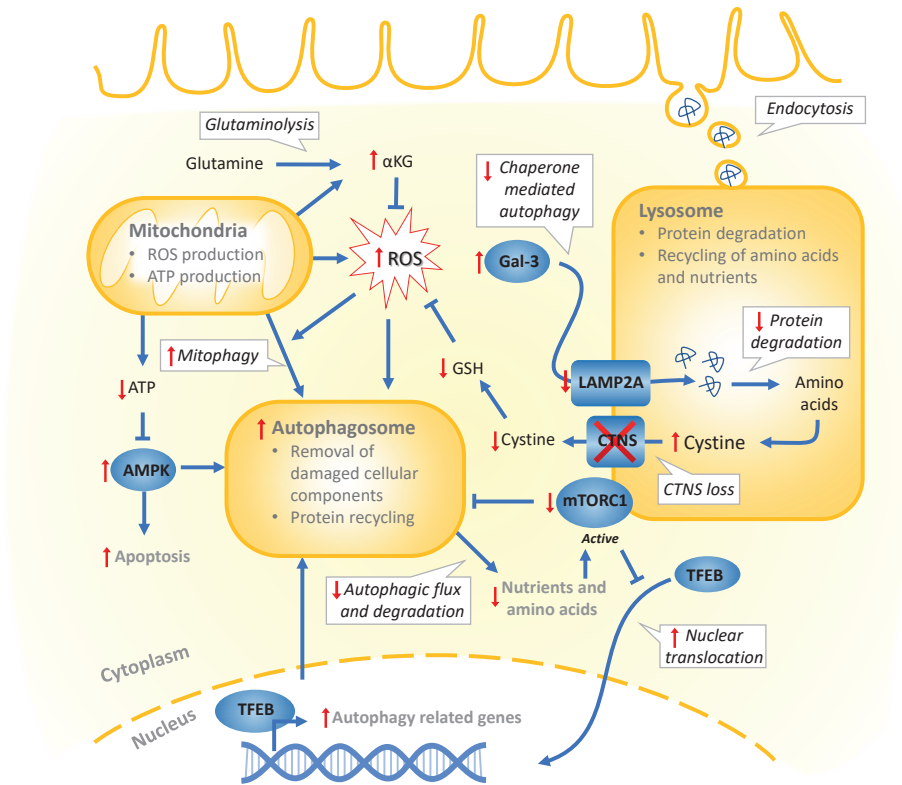 Endocytosis
Glutaminolysis
Glutamine
αKG
Chaperone
mediated
autophagy
Mitochondria
• ROS production
• ATP production
ROS
Gal-3
Lysosome
• Protein degradation
• Recycling of amino acids
and nutrients
Protein
degradation
Mitophagy
GSH
LAMP2A
Amino
acids
ATP
Autophagosome
• Removal of
damaged cellular
components
• Protein recycling
Cystine
CTNS
Cystine
AMPK
CTNS loss
mTORC1
Active
Apoptosis
Autophagic flux
and degradation
Nutrients and
amino acids
TFEB
Nuclear
translocation
Cytoplasm
Nucleus
TFEB
Autophagy related genes